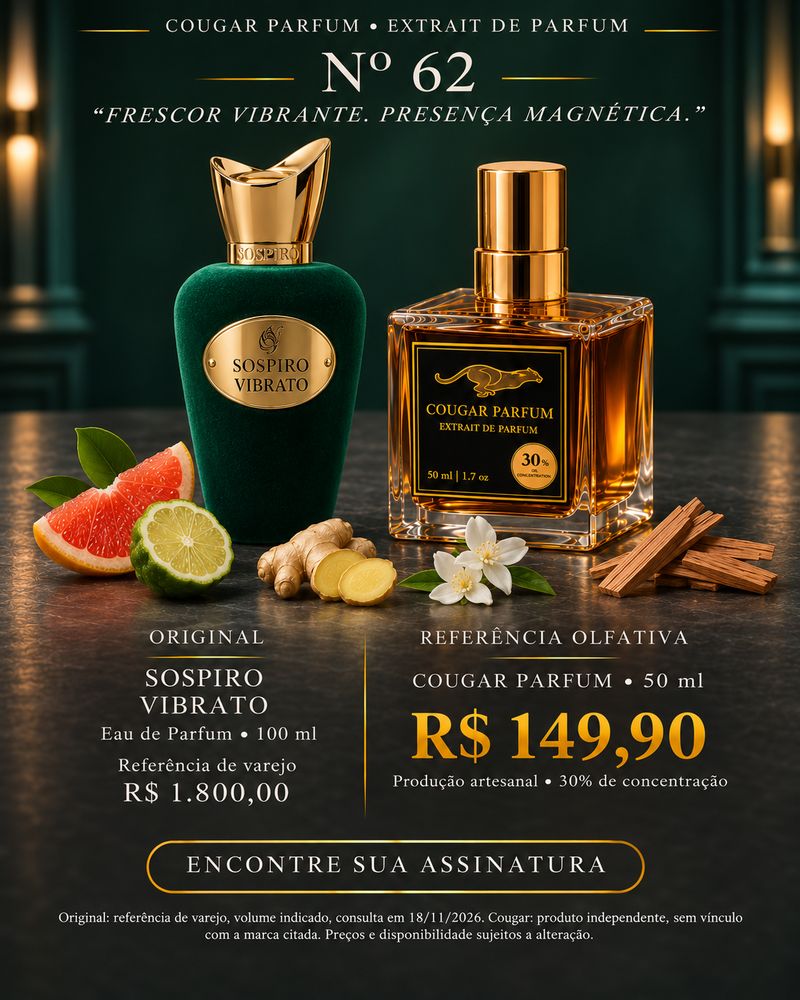 COUGAR PARFUM • EXTRAIT DE PARFUM
Nº 62
“FRESCOR VIBRANTE. PRESENÇA MAGNÉTICA.”
SOSPIRO
SOSPIRO
VIBRATO
COUGAR PARFUM
EXTRAIT DE PARFUM
30%
OIL
CONCENTRATION
50 ml | 1.7 oz
ORIGINAL
SOSPIRO
VIBRATO
Eau de Parfum • 100 ml
Referência de varejo
R$ 1.800,00
REFERÊNCIA OLFATIVA
COUGAR PARFUM • 50 ml
R$ 149,90
Produção artesanal • 30% de concentração
ENCONTRE SUA ASSINATURA
Original: referência de varejo, volume indicado, consulta em 18/11/2026. Cougar: produto independente, sem vínculo
com a marca citada. Preços e disponibilidade sujeitos a alteração.